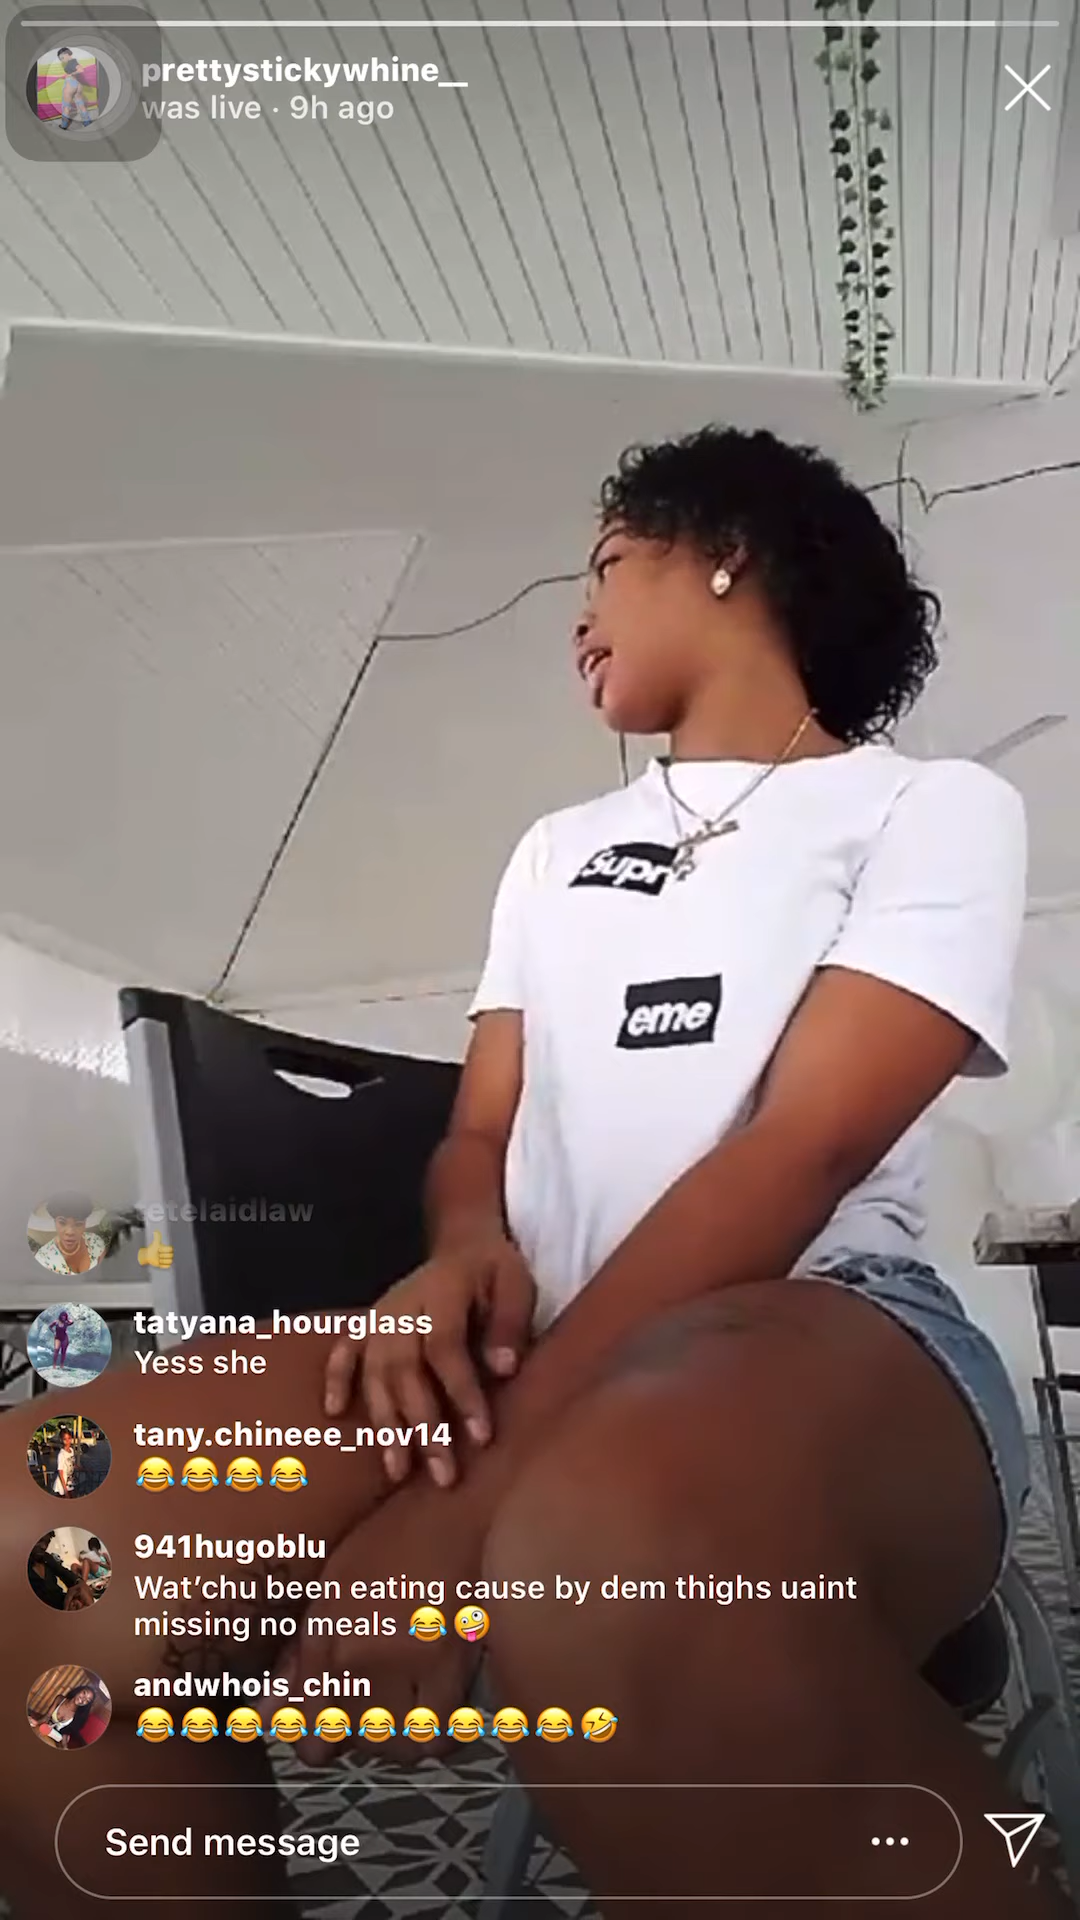 prettystickywhine__
was live · 9h ago
Supr
eme
tetelaidlaw
👍
tatyana_hourglass
Yess she
tany.chineee_nov14
😂😂😂😂
941hugoblu
Wat'chu been eating cause by dem thighs uaint
missing no meals 😂🤪
andwhois_chin
😂😂😂😂😂😂😂😂😂😂🤣
Send message